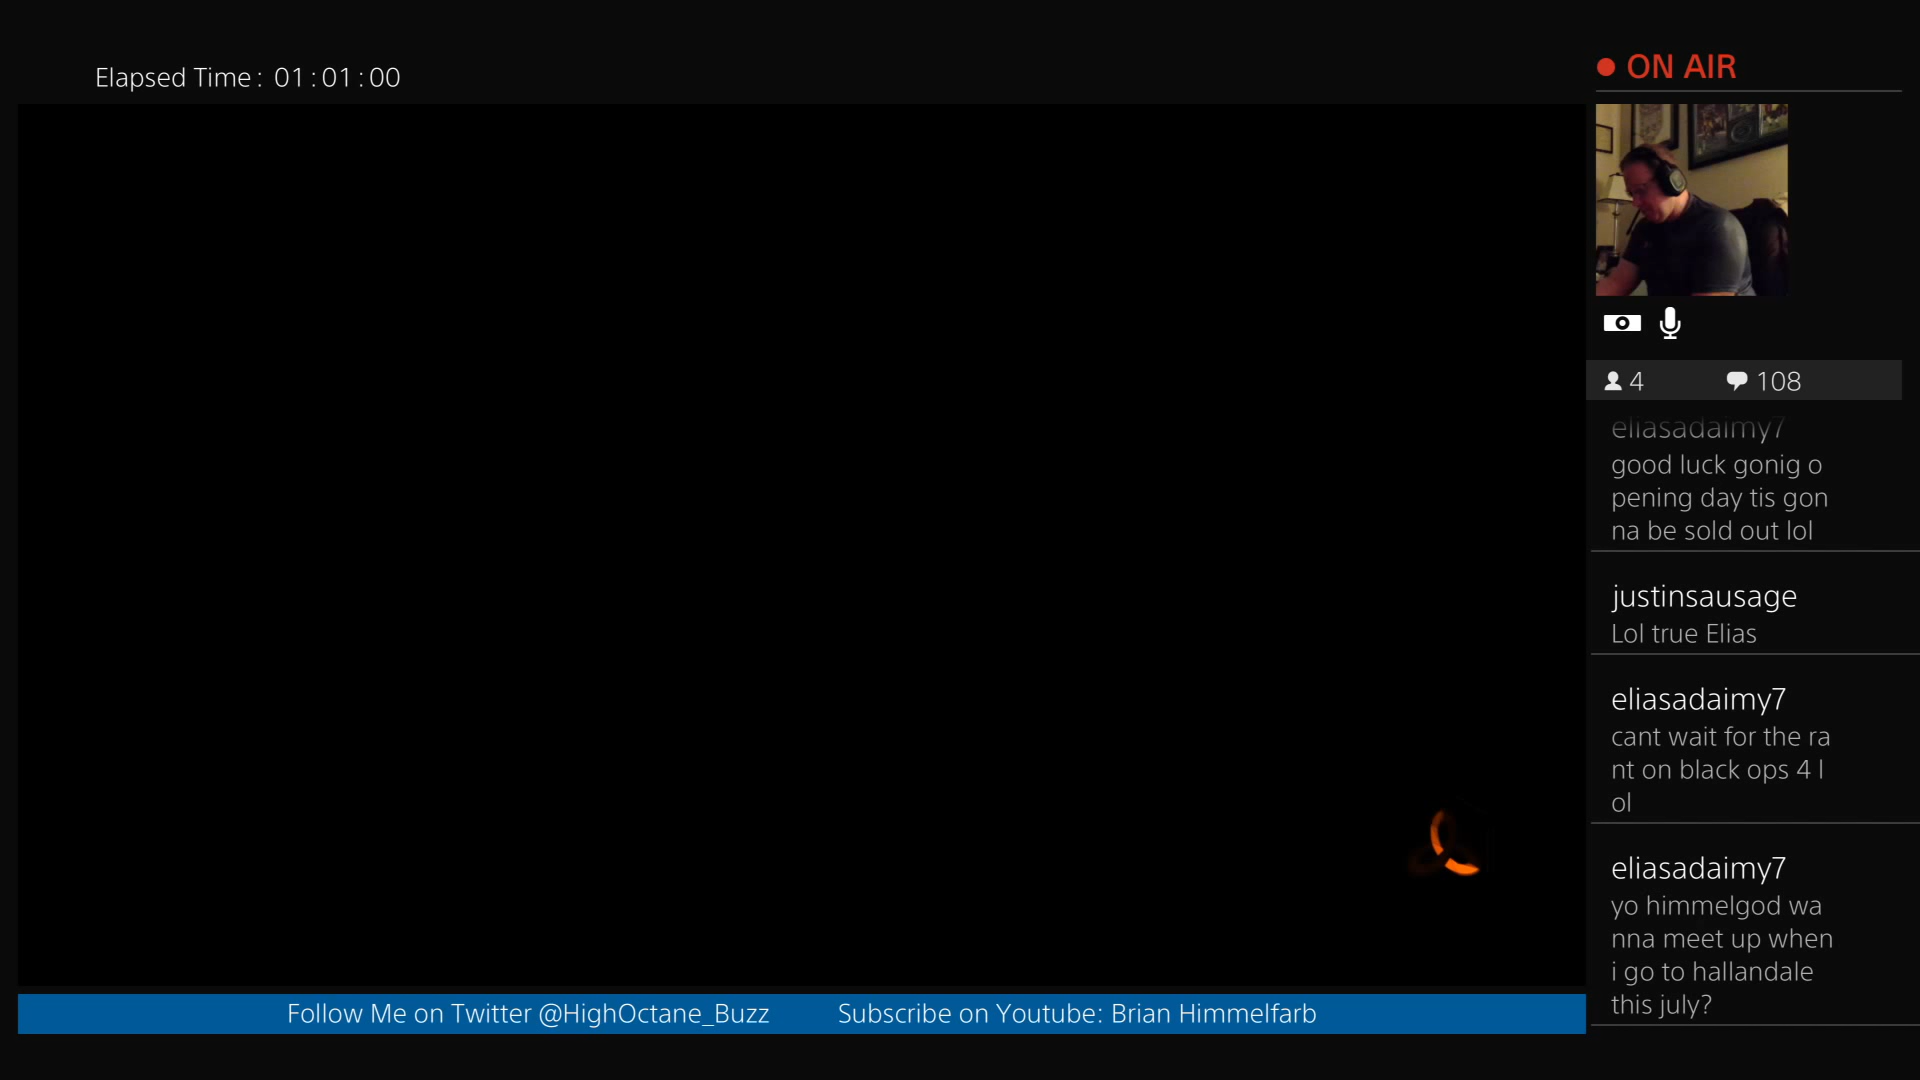 Elapsed Time: 01:01:00
ON AIR
4 108
eliasadaimy7
good luck gonig o
pening day tis gon
na be sold out lol
justinsausage
Lol true Elias
eliasadaimy7
cant wait for the ra
nt on black ops 4 l
ol
eliasadaimy7
yo himmelgod wa
nna meet up when
i go to hallandale
this july?
Follow Me on Twitter @HighOctane_Buzz Subscribe on Youtube: Brian Himmelfarb